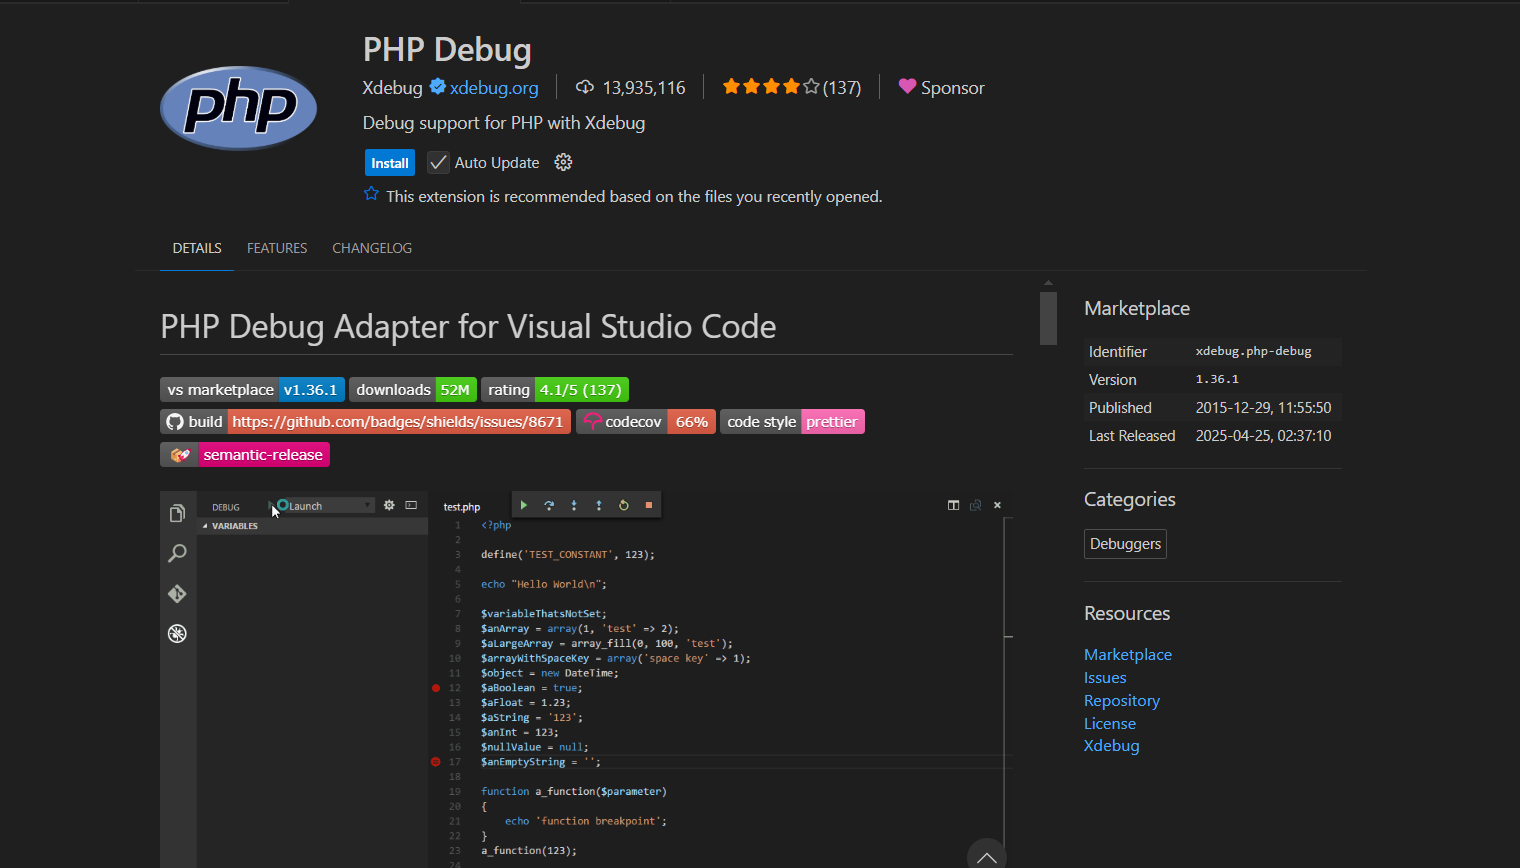 php
PHP Debug
Xdebug xdebug.org 13,935,116 (137) Sponsor
Debug support for PHP with Xdebug
Install Auto Update
This extension is recommended based on the files you recently opened.
DETAILS FEATURES CHANGELOG
PHP Debug Adapter for Visual Studio Code
vs marketplace v1.36.1 downloads 52M rating 4.1/5 (137)
build https://github.com/badges/shields/issues/8671 codecov 66% code style prettier
semantic-release
DEBUG Launch
VARIABLES
test.php
1 <?php
2
3 define('TEST_CONSTANT', 123);
4
5 echo "Hello World\n";
6
7 $variableThatsNotSet;
8 $anArray = array(1, 'test' => 2);
9 $aLargeArray = array_fill(0, 100, 'test');
10 $arrayWithSpaceKey = array('space key' => 1);
11 $object = new DateTime;
12 $aBoolean = true;
13 $aFloat = 1.23;
14 $aString = '123';
15 $anInt = 123;
16 $nullValue = null;
17 $anEmptyString = '';
18
19 function a_function($parameter)
20 {
21 echo 'function breakpoint';
22 }
23 a_function(123);
24
Marketplace
Identifier xdebug.php-debug
Version 1.36.1
Published 2015-12-29, 11:55:50
Last Released 2025-04-25, 02:37:10
Categories
Debuggers
Resources
Marketplace
Issues
Repository
License
Xdebug